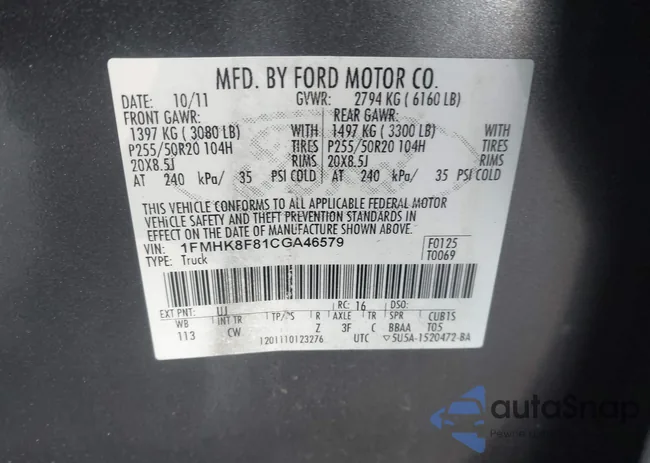 MFD. BY FORD MOTOR CO.
DATE: 10/11 GVWR: 2794 KG ( 6160 LB)
FRONT GAWR: REAR GAWR:
1397 KG ( 3080 LB) 1497 KG ( 3300 LB)
P255/50R20 104H TIRES P255/50R20 104H TIRES
20X8.5J RIMS 20X8.5J RIMS
AT 240 kPa/ 35 PSI COLD AT 240 kPa/ 35 PSI COLD
THIS VEHICLE CONFORMS TO ALL APPLICABLE FEDERAL MOTOR
VEHICLE SAFETY AND THEFT PREVENTION STANDARDS IN
EFFECT ON THE DATE OF MANUFACTURE SHOWN ABOVE.
VIN: 1FMHK8F81CGA46579 F0125
TYPE: Truck T0069
EXT PNT: UJ RC: 16 DSO:
WB INT TR TP/PS R AXLE TR SPR CUB1S
113 CW Z 3F C BBAA T05
1201110123276 UTC 5U5A-1520472-BA
autoSnap